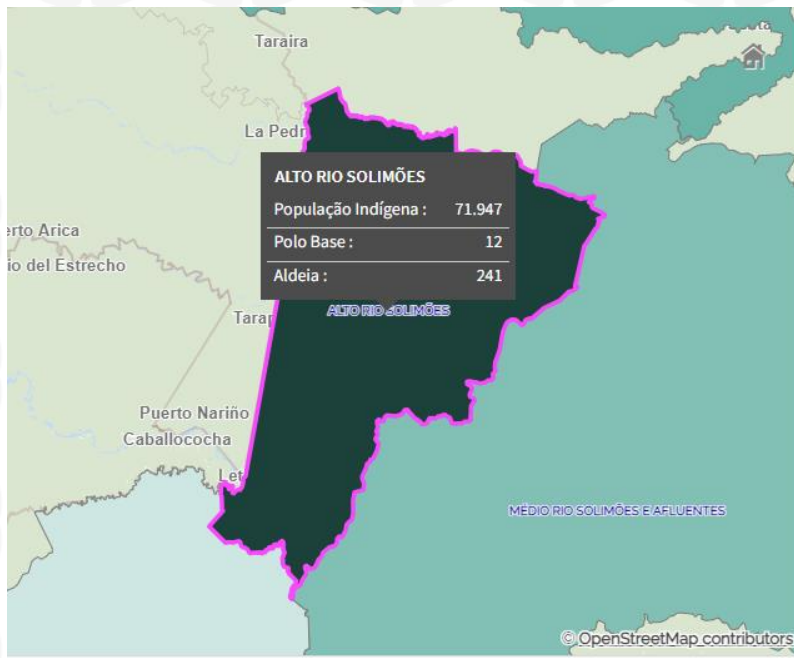 Taraira
La Pedr
ALTO RIO SOLIMÕES
População Indígena : 71.947
Polo Base : 12
Aldeia : 241
erto Arica
io del Estrecho
ALTO RIO SOLIMÕES
Tarap
Puerto Nariño
Caballococha
Let
MÉDIO RIO SOLIMÕES E AFLUENTES
© OpenStreetMap contributors